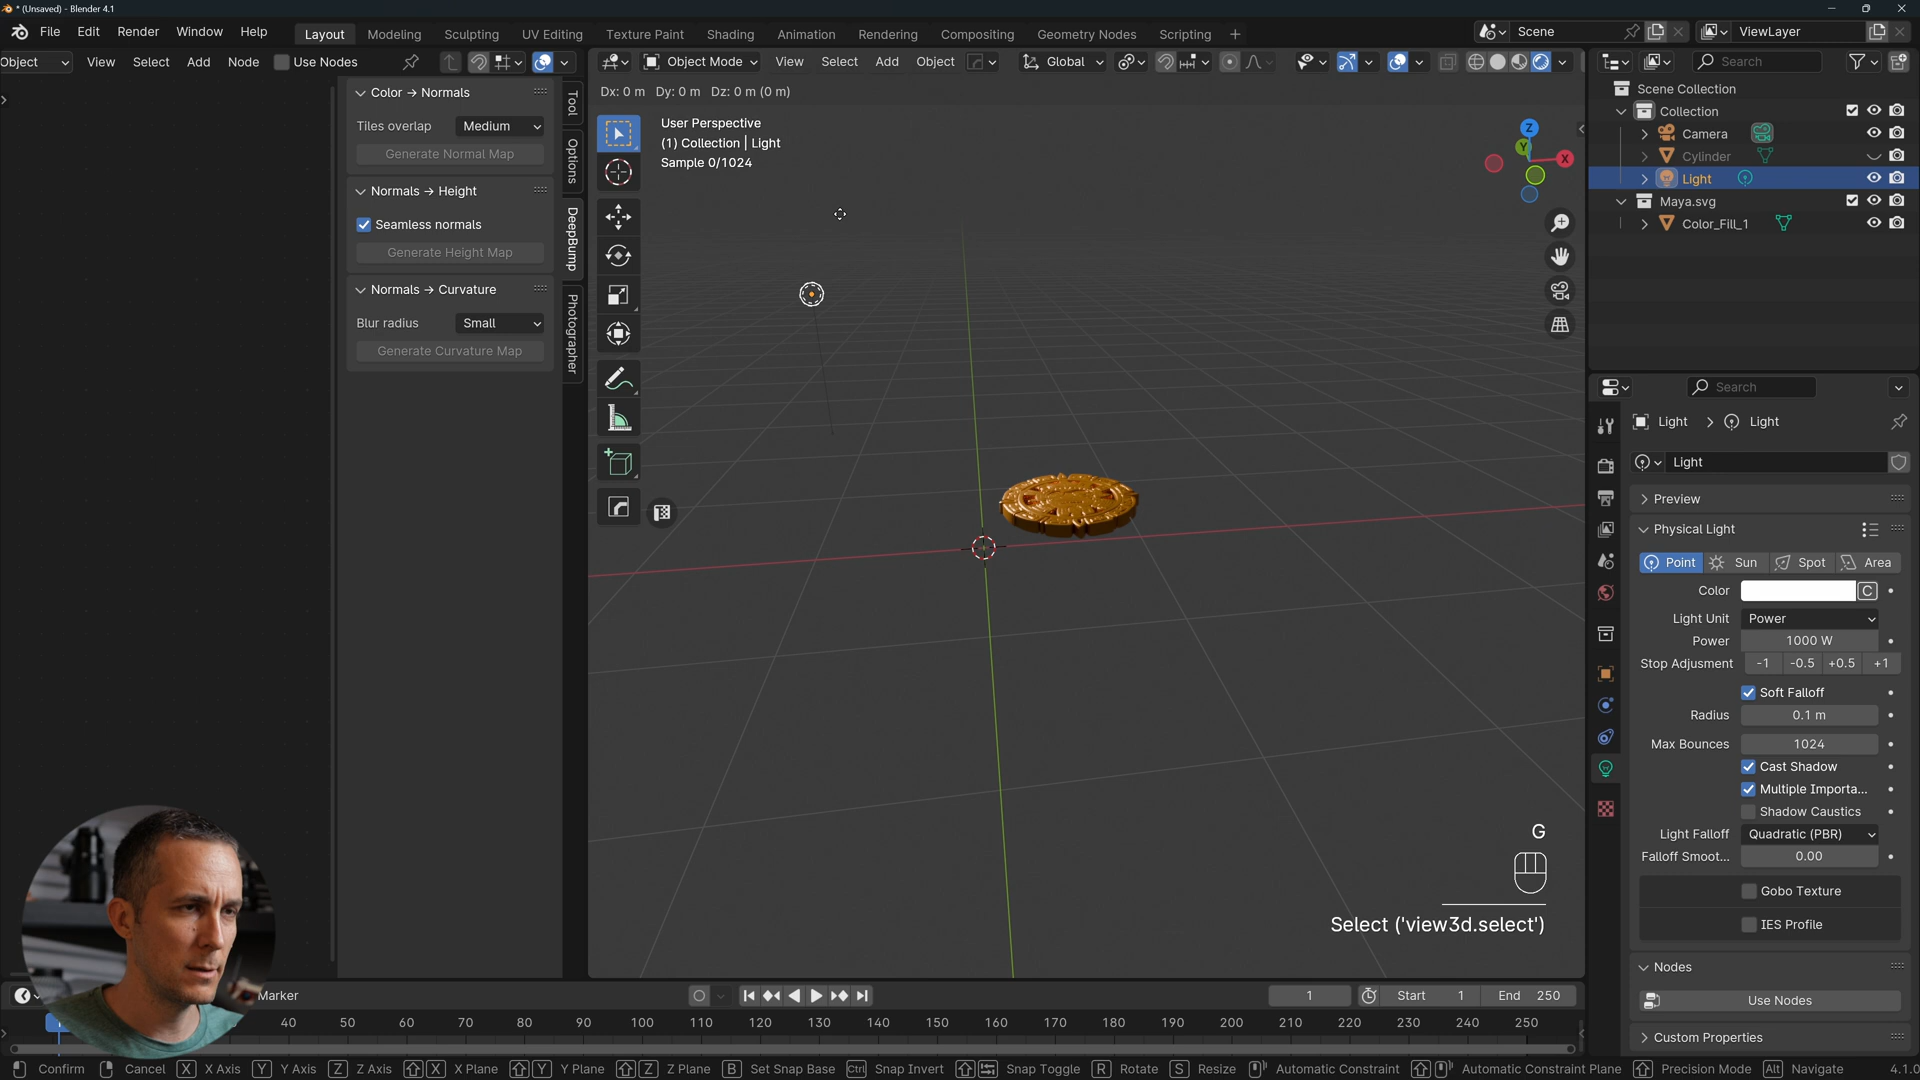 * (Unsaved) - Blender 4.1
File Edit Render Window Help Layout Modeling Sculpting UV Editing Texture Paint Shading Animation Rendering Compositing Geometry Nodes Scripting + Scene ViewLayer
Object View Select Add Node Use Nodes
Object Mode View Select Add Object Global
Search
Color → Normals
Tiles overlap Medium
Generate Normal Map
Normals → Height
Seamless normals
Generate Height Map
Normals → Curvature
Blur radius Small
Generate Curvature Map
Tool
Options
DeepBump
Photographer
Dx: 0 m Dy: 0 m Dz: 0 m (0 m)
User Perspective
(1) Collection | Light
Sample 0/1024
Z
Y
X
G
Select ('view3d.select')
Scene Collection
Collection
Camera
Cylinder
Light
Maya.svg
Color_Fill_1
Search
Light > Light
Light
Preview
Physical Light
Point Sun Spot Area
Color C
Light Unit Power
Power 1000 W
Stop Adjusment -1 -0.5 +0.5 +1
Soft Falloff
Radius 0.1 m
Max Bounces 1024
Cast Shadow
Multiple Importa...
Shadow Caustics
Light Falloff Quadratic (PBR)
Falloff Smoot... 0.00
Gobo Texture
IES Profile
Nodes
Use Nodes
Custom Properties
Marker 1 Start 1 End 250
40 50 60 70 80 90 100 110 120 130 140 150 160 170 180 190 200 210 220 230 240 250
Confirm Cancel X X Axis Y Y Axis Z Z Axis X X Plane Y Y Plane Z Z Plane B Set Snap Base Ctrl Snap Invert Snap Toggle R Rotate S Resize Automatic Constraint Automatic Constraint Plane Precision Mode Alt Navigate 4.1.0